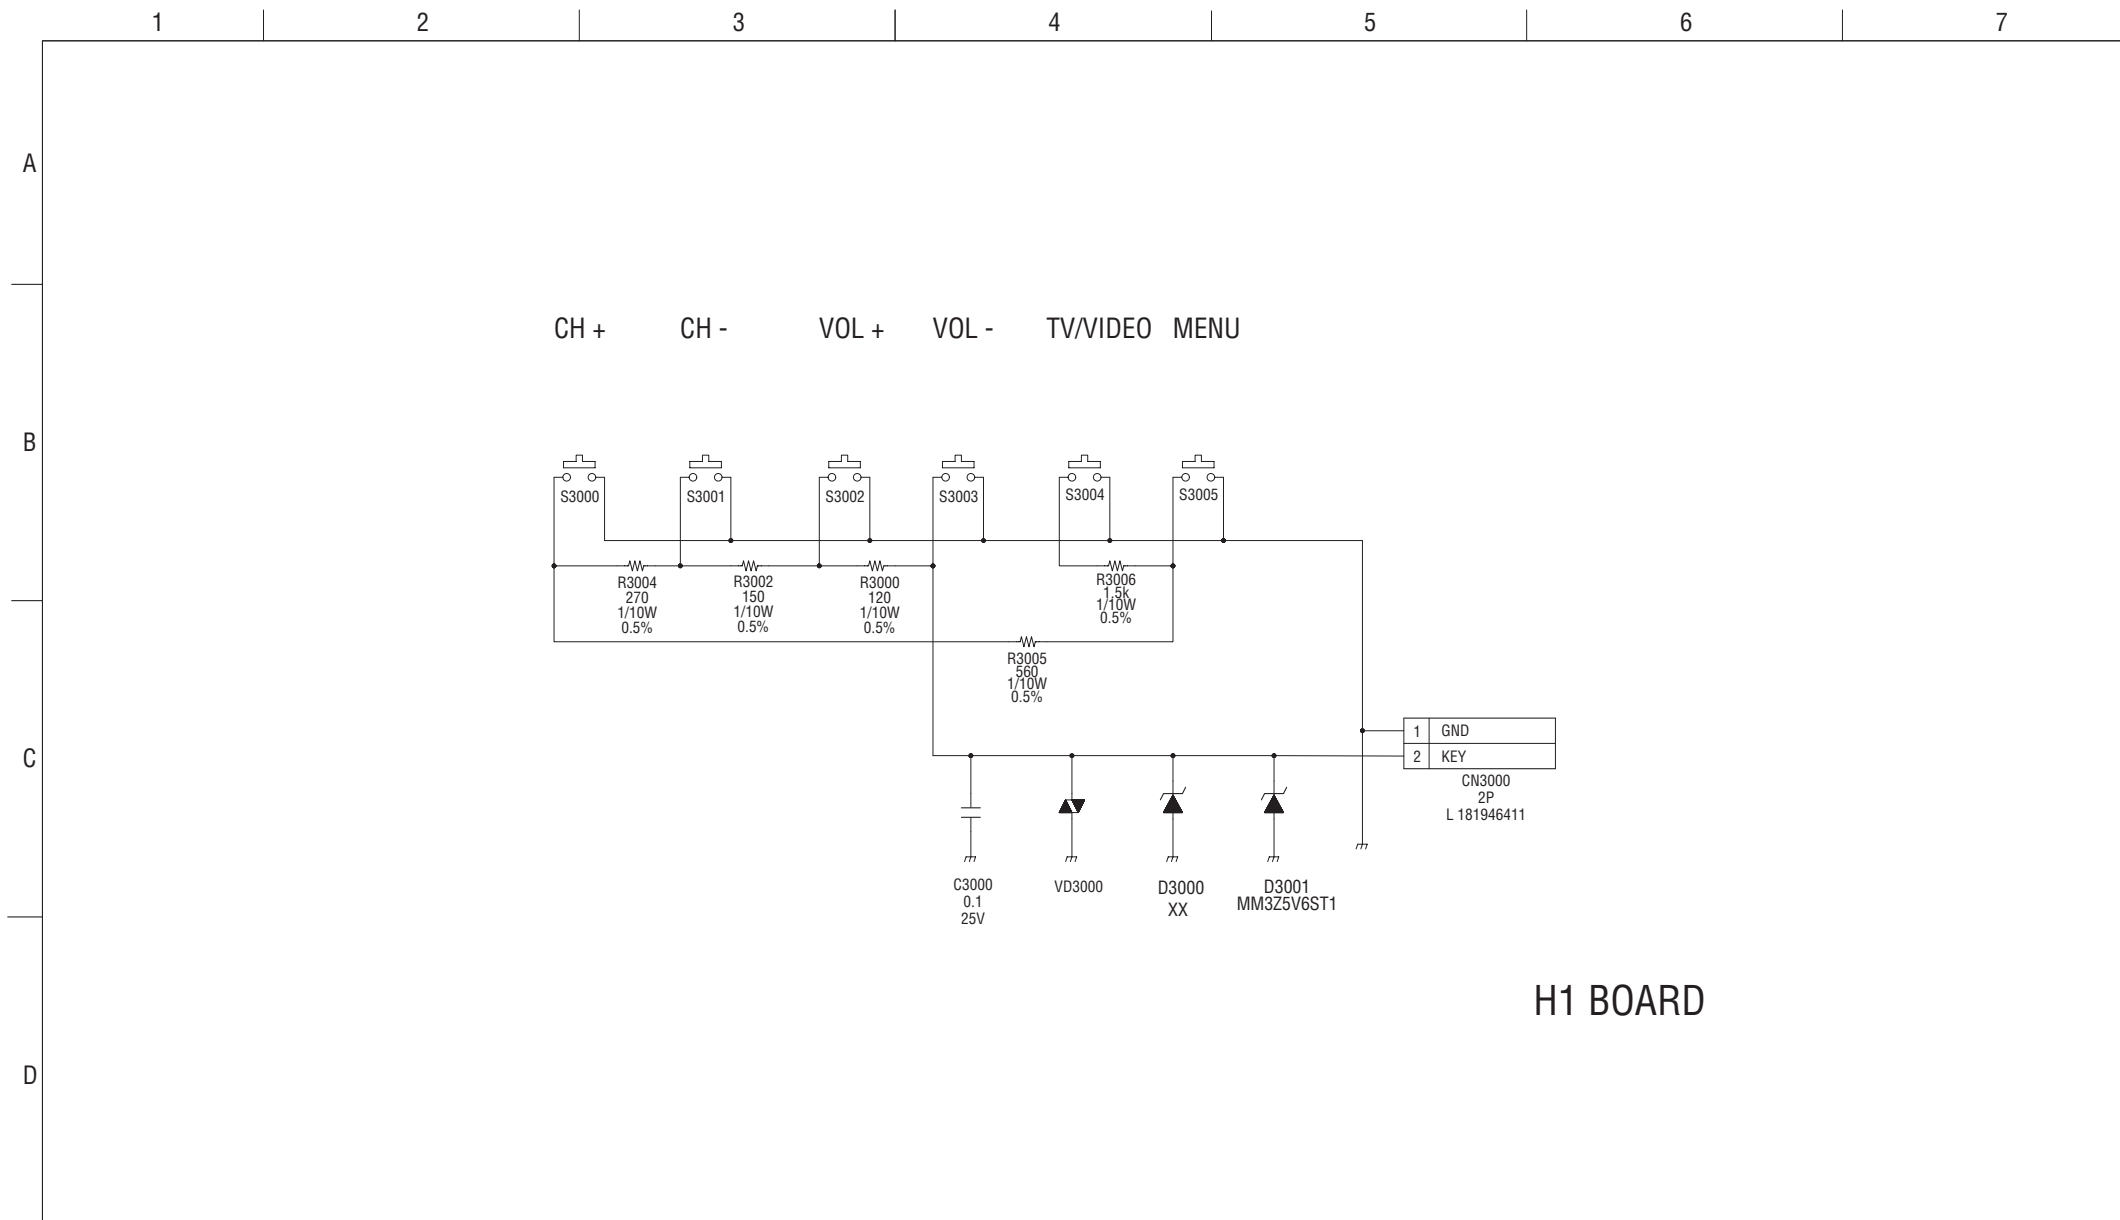 1 2 3 4 5 6 7
A
CH + CH - VOL + VOL - TV/VIDEO MENU
B
S3000 S3001 S3002 S3003 S3004 S3005
R3004
270
1/10W
0.5%
R3002
150
1/10W
0.5%
R3000
120
1/10W
0.5%
R3006
1.5k
1/10W
0.5%
R3005
560
1/10W
0.5%
C
1 GND
2 KEY
CN3000
2P
L 181946411
C3000
0.1
25V
VD3000
D3000
XX
D3001
MM3Z5V6ST1
H1 BOARD
D